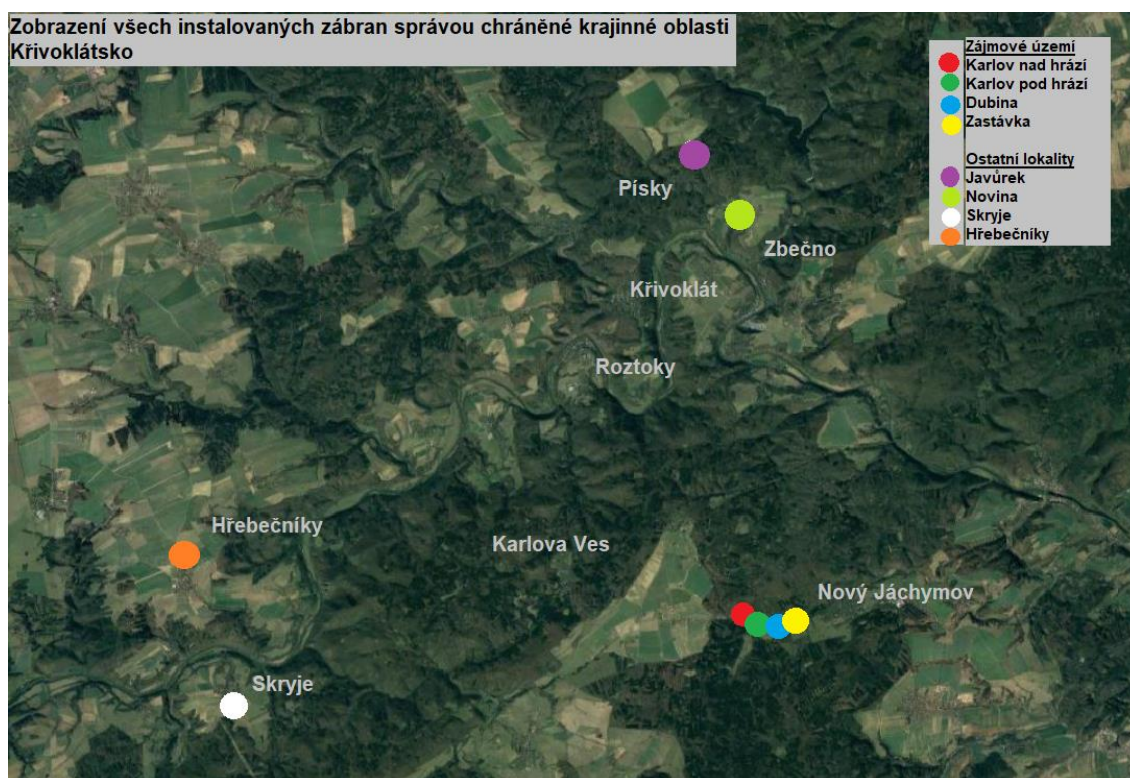 Zobrazení všech instalovaných zábran správou chráněné krajinné oblasti
Křivoklátsko
Zájmové území
Karlov nad hrází
Karlov pod hrází
Dubina
Zastávka
Ostatní lokality
Javůrek
Novina
Skryje
Hřebečníky
Písky
Zbečno
Křivoklát
Roztoky
Hřebečníky
Karlova Ves
Nový Jáchymov
Skryje